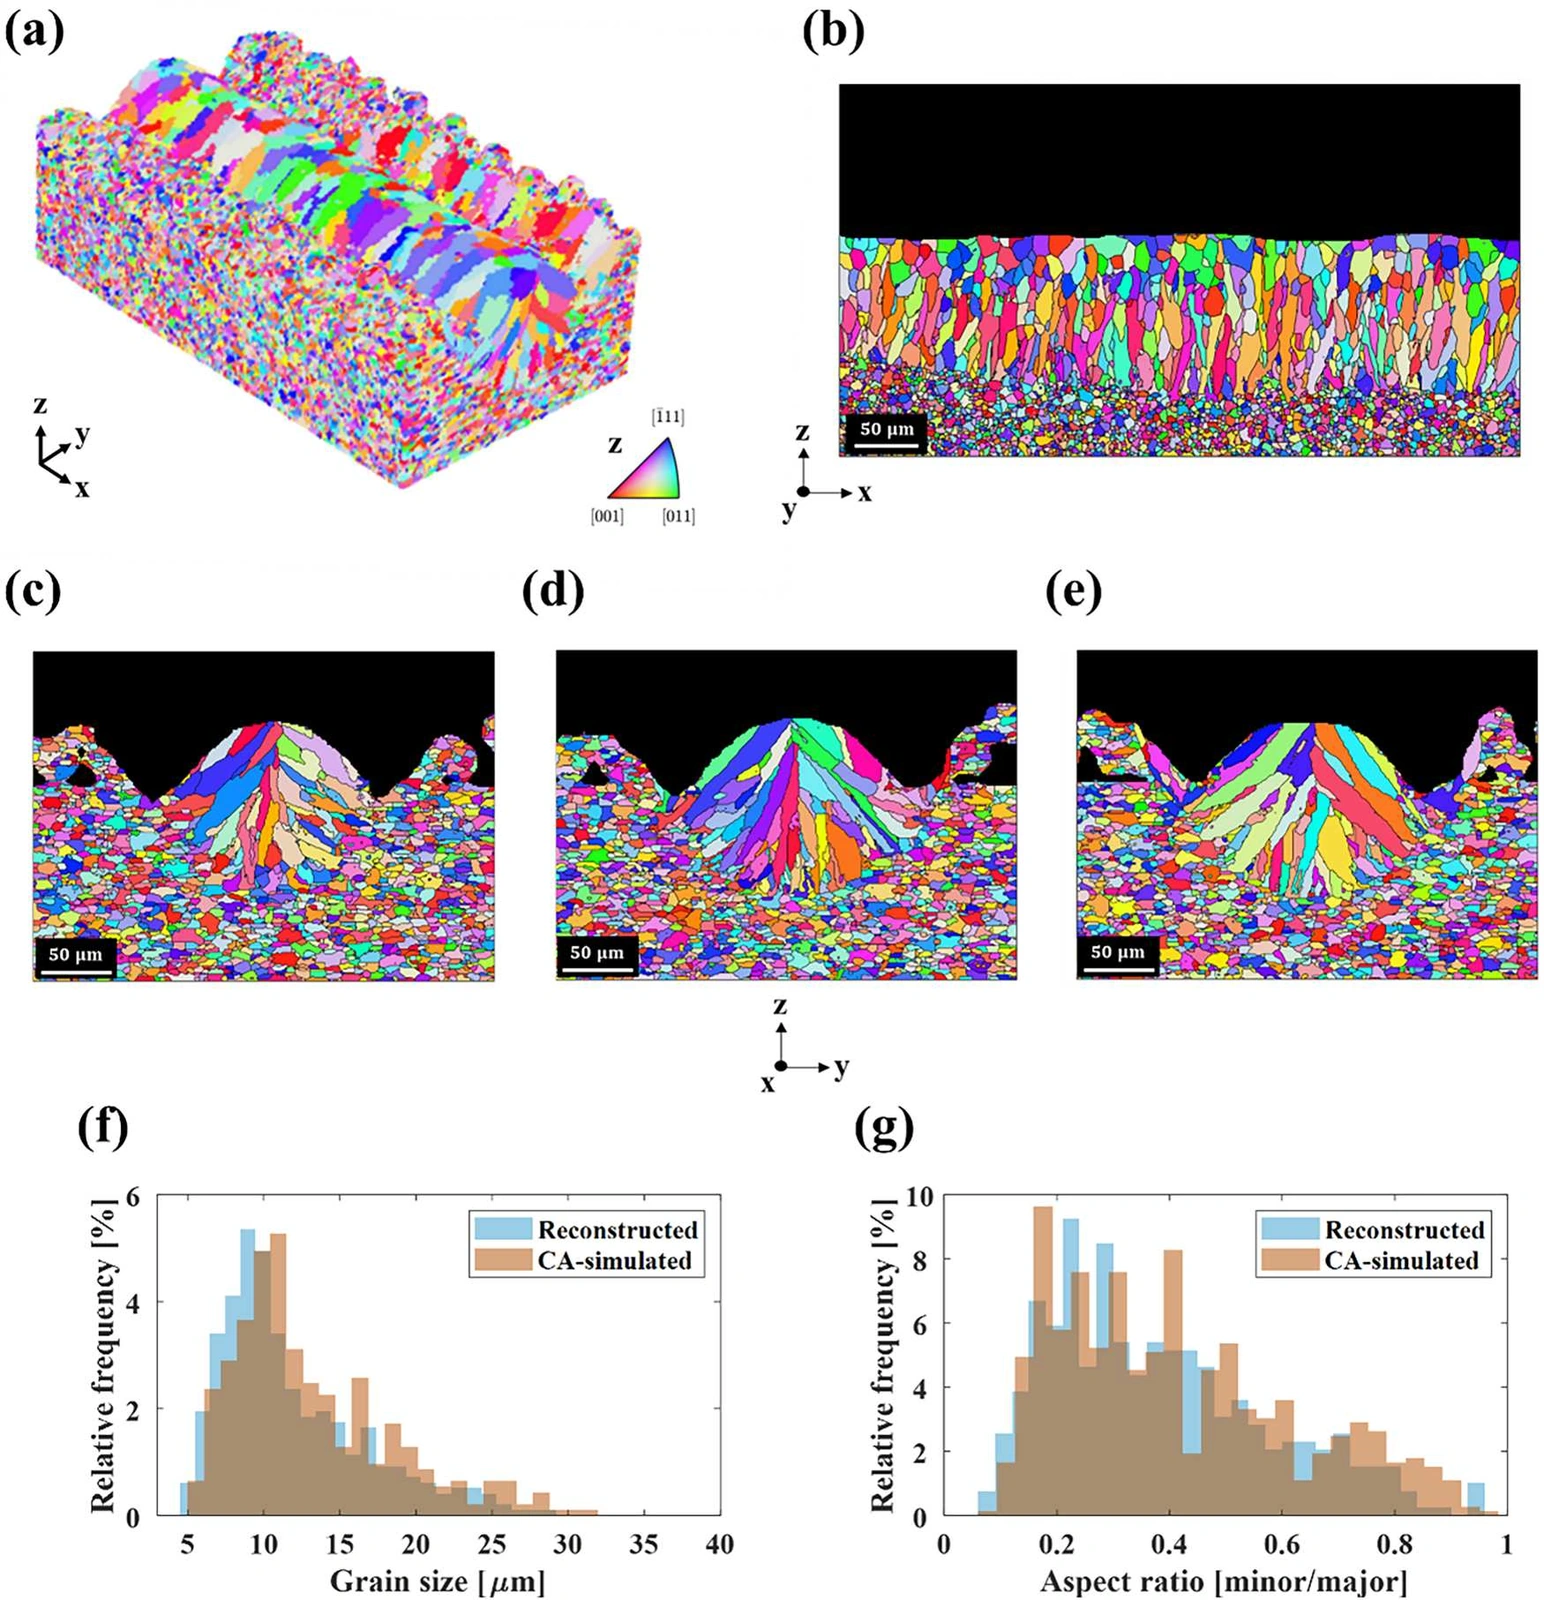 (a)
(b)
z
y
x
[1̄11]
z
[001] [011]
50 μm
z
x
y
(c)
(d)
(e)
50 μm
50 μm
50 μm
z
y
x
(f)
(g)
Relative frequency [%]
6
4
2
0
Reconstructed
CA-simulated
5 10 15 20 25 30 35 40
Grain size [μm]
Relative frequency [%]
10
8
6
4
2
0
Reconstructed
CA-simulated
0 0.2 0.4 0.6 0.8 1
Aspect ratio [minor/major]